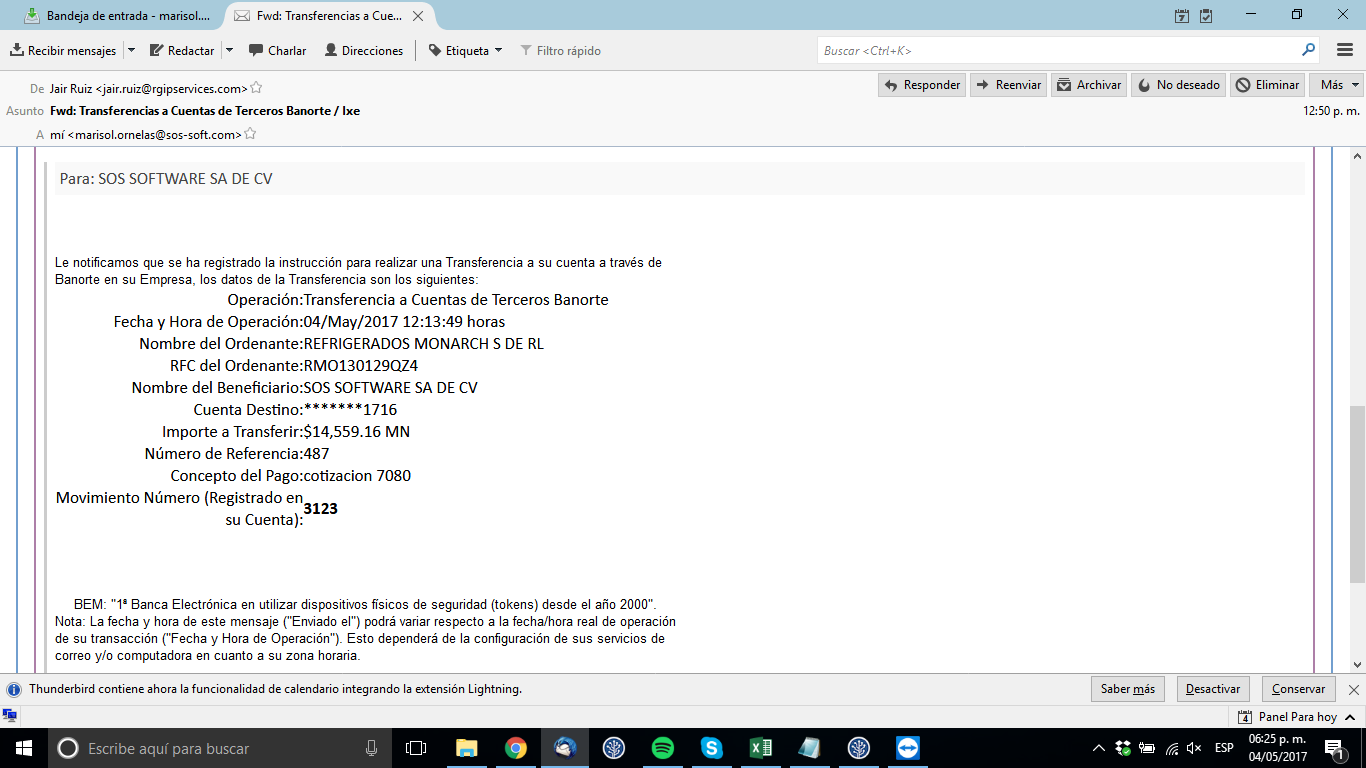 Bandeja de entrada - marisol....
Fwd: Transferencias a Cue...
Recibir mensajes
Redactar
Charlar
Direcciones
Etiqueta
Filtro rápido
Buscar <Ctrl+K>
De Jair Ruiz <jair.ruiz@rgipservices.com>
Responder
Reenviar
Archivar
No deseado
Eliminar
Más
Asunto Fwd: Transferencias a Cuentas de Terceros Banorte / Ixe
12:50 p. m.
A mí <marisol.ornelas@sos-soft.com>
Para: SOS SOFTWARE SA DE CV
Le notificamos que se ha registrado la instrucción para realizar una Transferencia a su cuenta a través de
Banorte en su Empresa, los datos de la Transferencia son los siguientes:
Operación:Transferencia a Cuentas de Terceros Banorte
Fecha y Hora de Operación:04/May/2017 12:13:49 horas
Nombre del Ordenante:REFRIGERADOS MONARCH S DE RL
RFC del Ordenante:RMO130129QZ4
Nombre del Beneficiario:SOS SOFTWARE SA DE CV
Cuenta Destino:*******1716
Importe a Transferir:$14,559.16 MN
Número de Referencia:487
Concepto del Pago:cotizacion 7080
Movimiento Número (Registrado en
su Cuenta):
3123
BEM: "1ª Banca Electrónica en utilizar dispositivos físicos de seguridad (tokens) desde el año 2000".
Nota: La fecha y hora de este mensaje ("Enviado el") podrá variar respecto a la fecha/hora real de operación
de su transacción ("Fecha y Hora de Operación"). Esto dependerá de la configuración de sus servicios de
correo y/o computadora en cuanto a su zona horaria.
Thunderbird contiene ahora la funcionalidad de calendario integrando la extensión Lightning.
Saber más
Desactivar
Conservar
4
Panel Para hoy
Escribe aquí para buscar
ESP
06:25 p. m.
04/05/2017
1